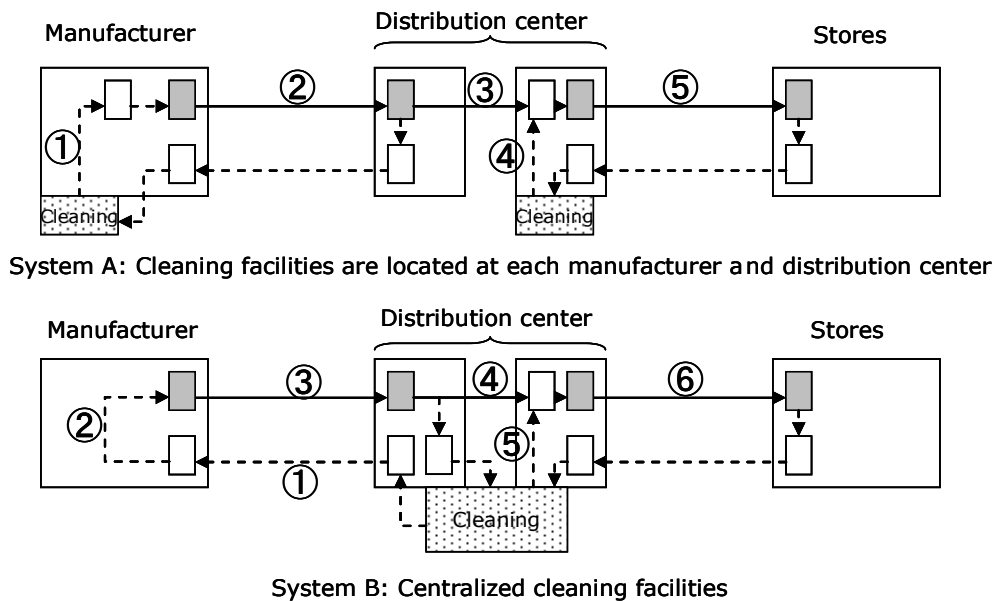 Distribution center
Manufacturer
Stores
②
③
⑤
①
④
Cleaning
Cleaning
System A: Cleaning facilities are located at each manufacturer and distribution center
Distribution center
Manufacturer
Stores
③
④
⑥
②
⑤
①
Cleaning
System B: Centralized cleaning facilities